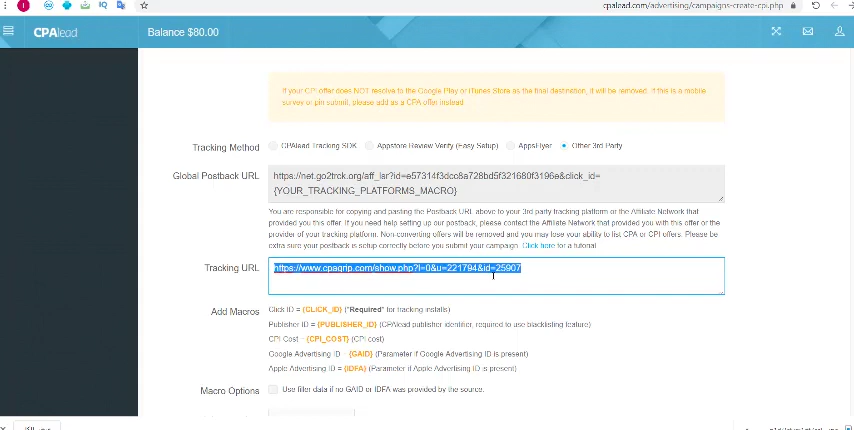 cpalead.com/advertising/campaigns-create-cpi.php
CPAlead
Balance $80.00
If your CPI offer does NOT resolve to the Google Play or iTunes Store as the final destination, it will be removed. If this is a mobile
survey or pin submit, please add as a CPA offer instead
Tracking Method
CPAlead Tracking SDK
Appstore Review Verify (Easy Setup)
AppsFlyer
Other 3rd Party
Global Postback URL
https://net.go2trck.org/aff_lsr?id=e57314f3dco8a728bd5f321680f3196e&click_id=
{YOUR_TRACKING_PLATFORMS_MACRO}
You are responsible for copying and pasting the Postback URL above to your 3rd party tracking platform or the Affiliate Network that
provided you this offer. If you need help setting up our postback, please contact the Affiliate Network that provided you with this offer or the
provider of your tracking platform. Non-converting offers will be removed and you may lose your ability to list CPA or CPI offers. Please be
extra sure your postback is setup correctly before you submit your campaign. Click here for a tutorial
Tracking URL
https://www.cpagrip.com/show.php?l=0&u=221794&id=25907
Add Macros
Click ID = {CLICK_ID} ("Required" for tracking installs)
Publisher ID = {PUBLISHER_ID} (CPAlead publisher identifier, required to use blacklisting feature)
CPI Cost = {CPI_COST} (CPI cost)
Google Advertising ID = {GAID} (Parameter if Google Advertising ID is present)
Apple Advertising ID = {IDFA} (Parameter if Apple Advertising ID is present)
Macro Options
Use filler data if no GAID or IDFA was provided by the source.